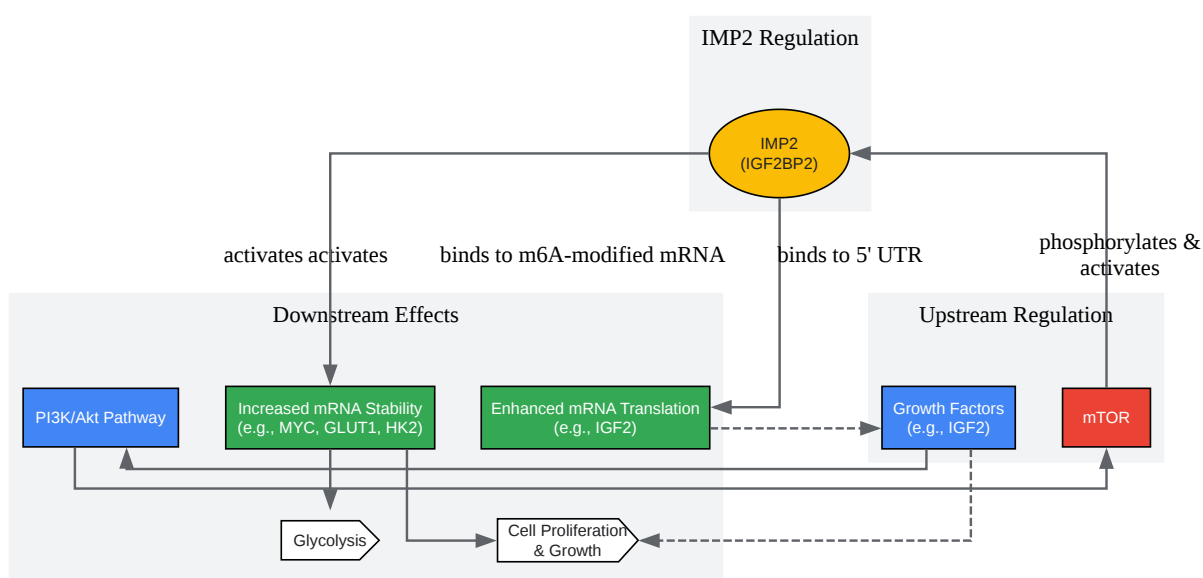 IMP2 Regulation
IMP2
(IGF2BP2)
activates activates
binds to m6A-modified mRNA
binds to 5' UTR
phosphorylates &
activates
Downstream Effects
Upstream Regulation
PI3K/Akt Pathway
Increased mRNA Stability
(e.g., MYC, GLUT1, HK2)
Enhanced mRNA Translation
(e.g., IGF2)
Growth Factors
(e.g., IGF2)
mTOR
Glycolysis
Cell Proliferation
& Growth